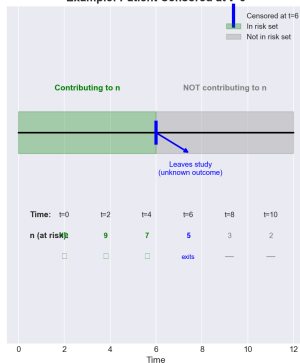 Example: Patient Censored at t=6
Censored at t=6
In risk set
Not in risk set
Contributing to n NOT contributing to n
Leaves study
(unknown outcome)
Time: t=0 t=2 t=4 t=6 t=8 t=10
n (at risk): 9 7 5 3 2
□ □ □ exits — —
0 2 4 6 8 10 12
Time